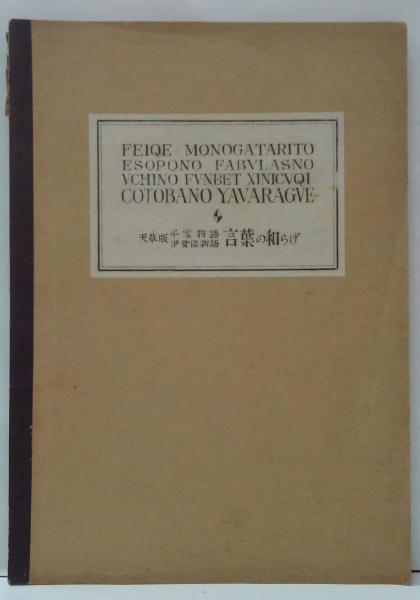 FEIQE MONOGATARITO
ESOPONO FABVLASNO
VCHINO FVNBET XINICVQI
COTOBANO YAVARAGVE
天草版 平家物語 伊曾保物語 言葉の和らげ